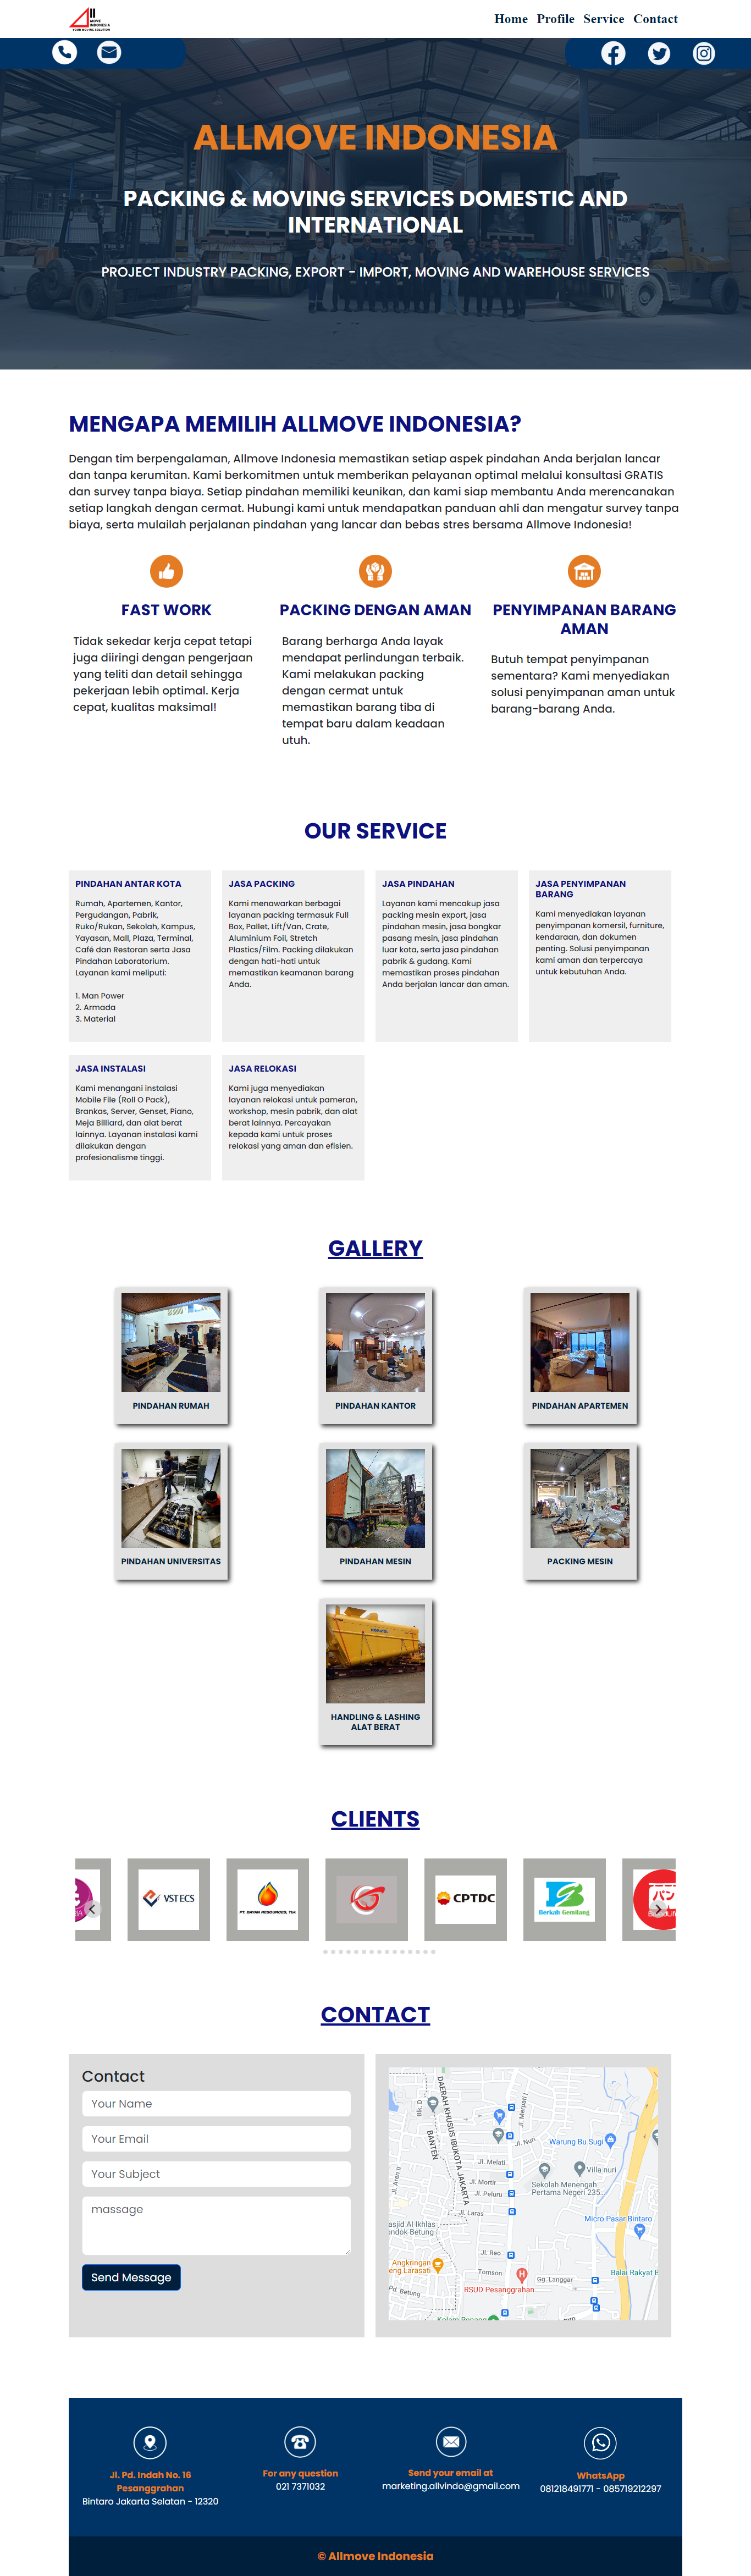 All
MOVE
INDONESIA
YOUR MOVING SOLUTION
Home Profile Service Contact
ALLMOVE INDONESIA
PACKING & MOVING SERVICES DOMESTIC AND
INTERNATIONAL
PROJECT INDUSTRY PACKING, EXPORT - IMPORT, MOVING AND WAREHOUSE SERVICES
MENGAPA MEMILIH ALLMOVE INDONESIA?
Dengan tim berpengalaman, Allmove Indonesia memastikan setiap aspek pindahan Anda berjalan lancar
dan tanpa kerumitan. Kami berkomitmen untuk memberikan pelayanan optimal melalui konsultasi GRATIS
dan survey tanpa biaya. Setiap pindahan memiliki keunikan, dan kami siap membantu Anda merencanakan
setiap langkah dengan cermat. Hubungi kami untuk mendapatkan panduan ahli dan mengatur survey tanpa
biaya, serta mulailah perjalanan pindahan yang lancar dan bebas stres bersama Allmove Indonesia!
FAST WORK
Tidak sekedar kerja cepat tetapi
juga diiringi dengan pengerjaan
yang teliti dan detail sehingga
pekerjaan lebih optimal. Kerja
cepat, kualitas maksimal!
PACKING DENGAN AMAN
Barang berharga Anda layak
mendapat perlindungan terbaik.
Kami melakukan packing
dengan cermat untuk
memastikan barang tiba di
tempat baru dalam keadaan
utuh.
PENYIMPANAN BARANG
AMAN
Butuh tempat penyimpanan
sementara? Kami menyediakan
solusi penyimpanan aman untuk
barang-barang Anda.
OUR SERVICE
PINDAHAN ANTAR KOTA
Rumah, Apartemen, Kantor,
Pergudangan, Pabrik,
Ruko/Rukan, Sekolah, Kampus,
Yayasan, Mall, Plaza, Terminal,
Café dan Restoran serta Jasa
Pindahan Laboratorium.
Layanan kami meliputi:
1. Man Power
2. Armada
3. Material
JASA PACKING
Kami menawarkan berbagai
layanan packing termasuk Full
Box, Pallet, Lift/Van, Crate,
Aluminium Foil, Stretch
Plastics/Film. Packing dilakukan
dengan hati-hati untuk
memastikan keamanan barang
Anda.
JASA PINDAHAN
Layanan kami mencakup jasa
packing mesin export, jasa
pindahan mesin, jasa bongkar
pasang mesin, jasa pindahan
luar kota, serta jasa pindahan
pabrik & gudang. Kami
memastikan proses pindahan
Anda berjalan lancar dan aman.
JASA PENYIMPANAN
BARANG
Kami menyediakan layanan
penyimpanan komersil, furniture,
kendaraan, dan dokumen
penting. Solusi penyimpanan
kami aman dan terpercaya
untuk kebutuhan Anda.
JASA INSTALASI
Kami menangani instalasi
Mobile File (Roll O Pack),
Brankas, Server, Genset, Piano,
Meja Billiard, dan alat berat
lainnya. Layanan instalasi kami
dilakukan dengan
profesionalisme tinggi.
JASA RELOKASI
Kami juga menyediakan
layanan relokasi untuk pameran,
workshop, mesin pabrik, dan alat
berat lainnya. Percayakan
kepada kami untuk proses
relokasi yang aman dan efisien.
GALLERY
PINDAHAN RUMAH
PINDAHAN KANTOR
PINDAHAN APARTEMEN
PINDAHAN UNIVERSITAS
PINDAHAN MESIN
PACKING MESIN
HANDLING & LASHING
ALAT BERAT
CLIENTS
VSTECS
PT. BAYAN RESOURCES, Tbk
CPTDC
Berkah Gemilang
CONTACT
Contact
Your Name
Your Email
Your Subject
massage
Send Message
DAERAH KHUSUS IBUKOTA JAKARTA
BANTEN
Blk. D
Jl. Merpati I
Jl. Nuri
Warung Bu Sugi
Jl. Melati
Villa nuri
Jl. Aren II
Jl. Mortir
Sekolah Menengah
Pertama Negeri 235...
Jl. Peluru
Jl. Laras
Micro Pasar Bintaro
asjid Al Ikhlas
ondok Betung
Jl. Reo
Angkringan
eng Larasati
Tomson
Gg. Langgar
Balai Rakyat B
Pd. Betung
RSUD Pesanggrahan
Kolam Renang
Jl. Pd. Indah No. 16
Pesanggrahan
Bintaro Jakarta Selatan - 12320
For any question
021 7371032
Send your email at
marketing.allvindo@gmail.com
WhatsApp
081218491771 - 085719212297
© Allmove Indonesia